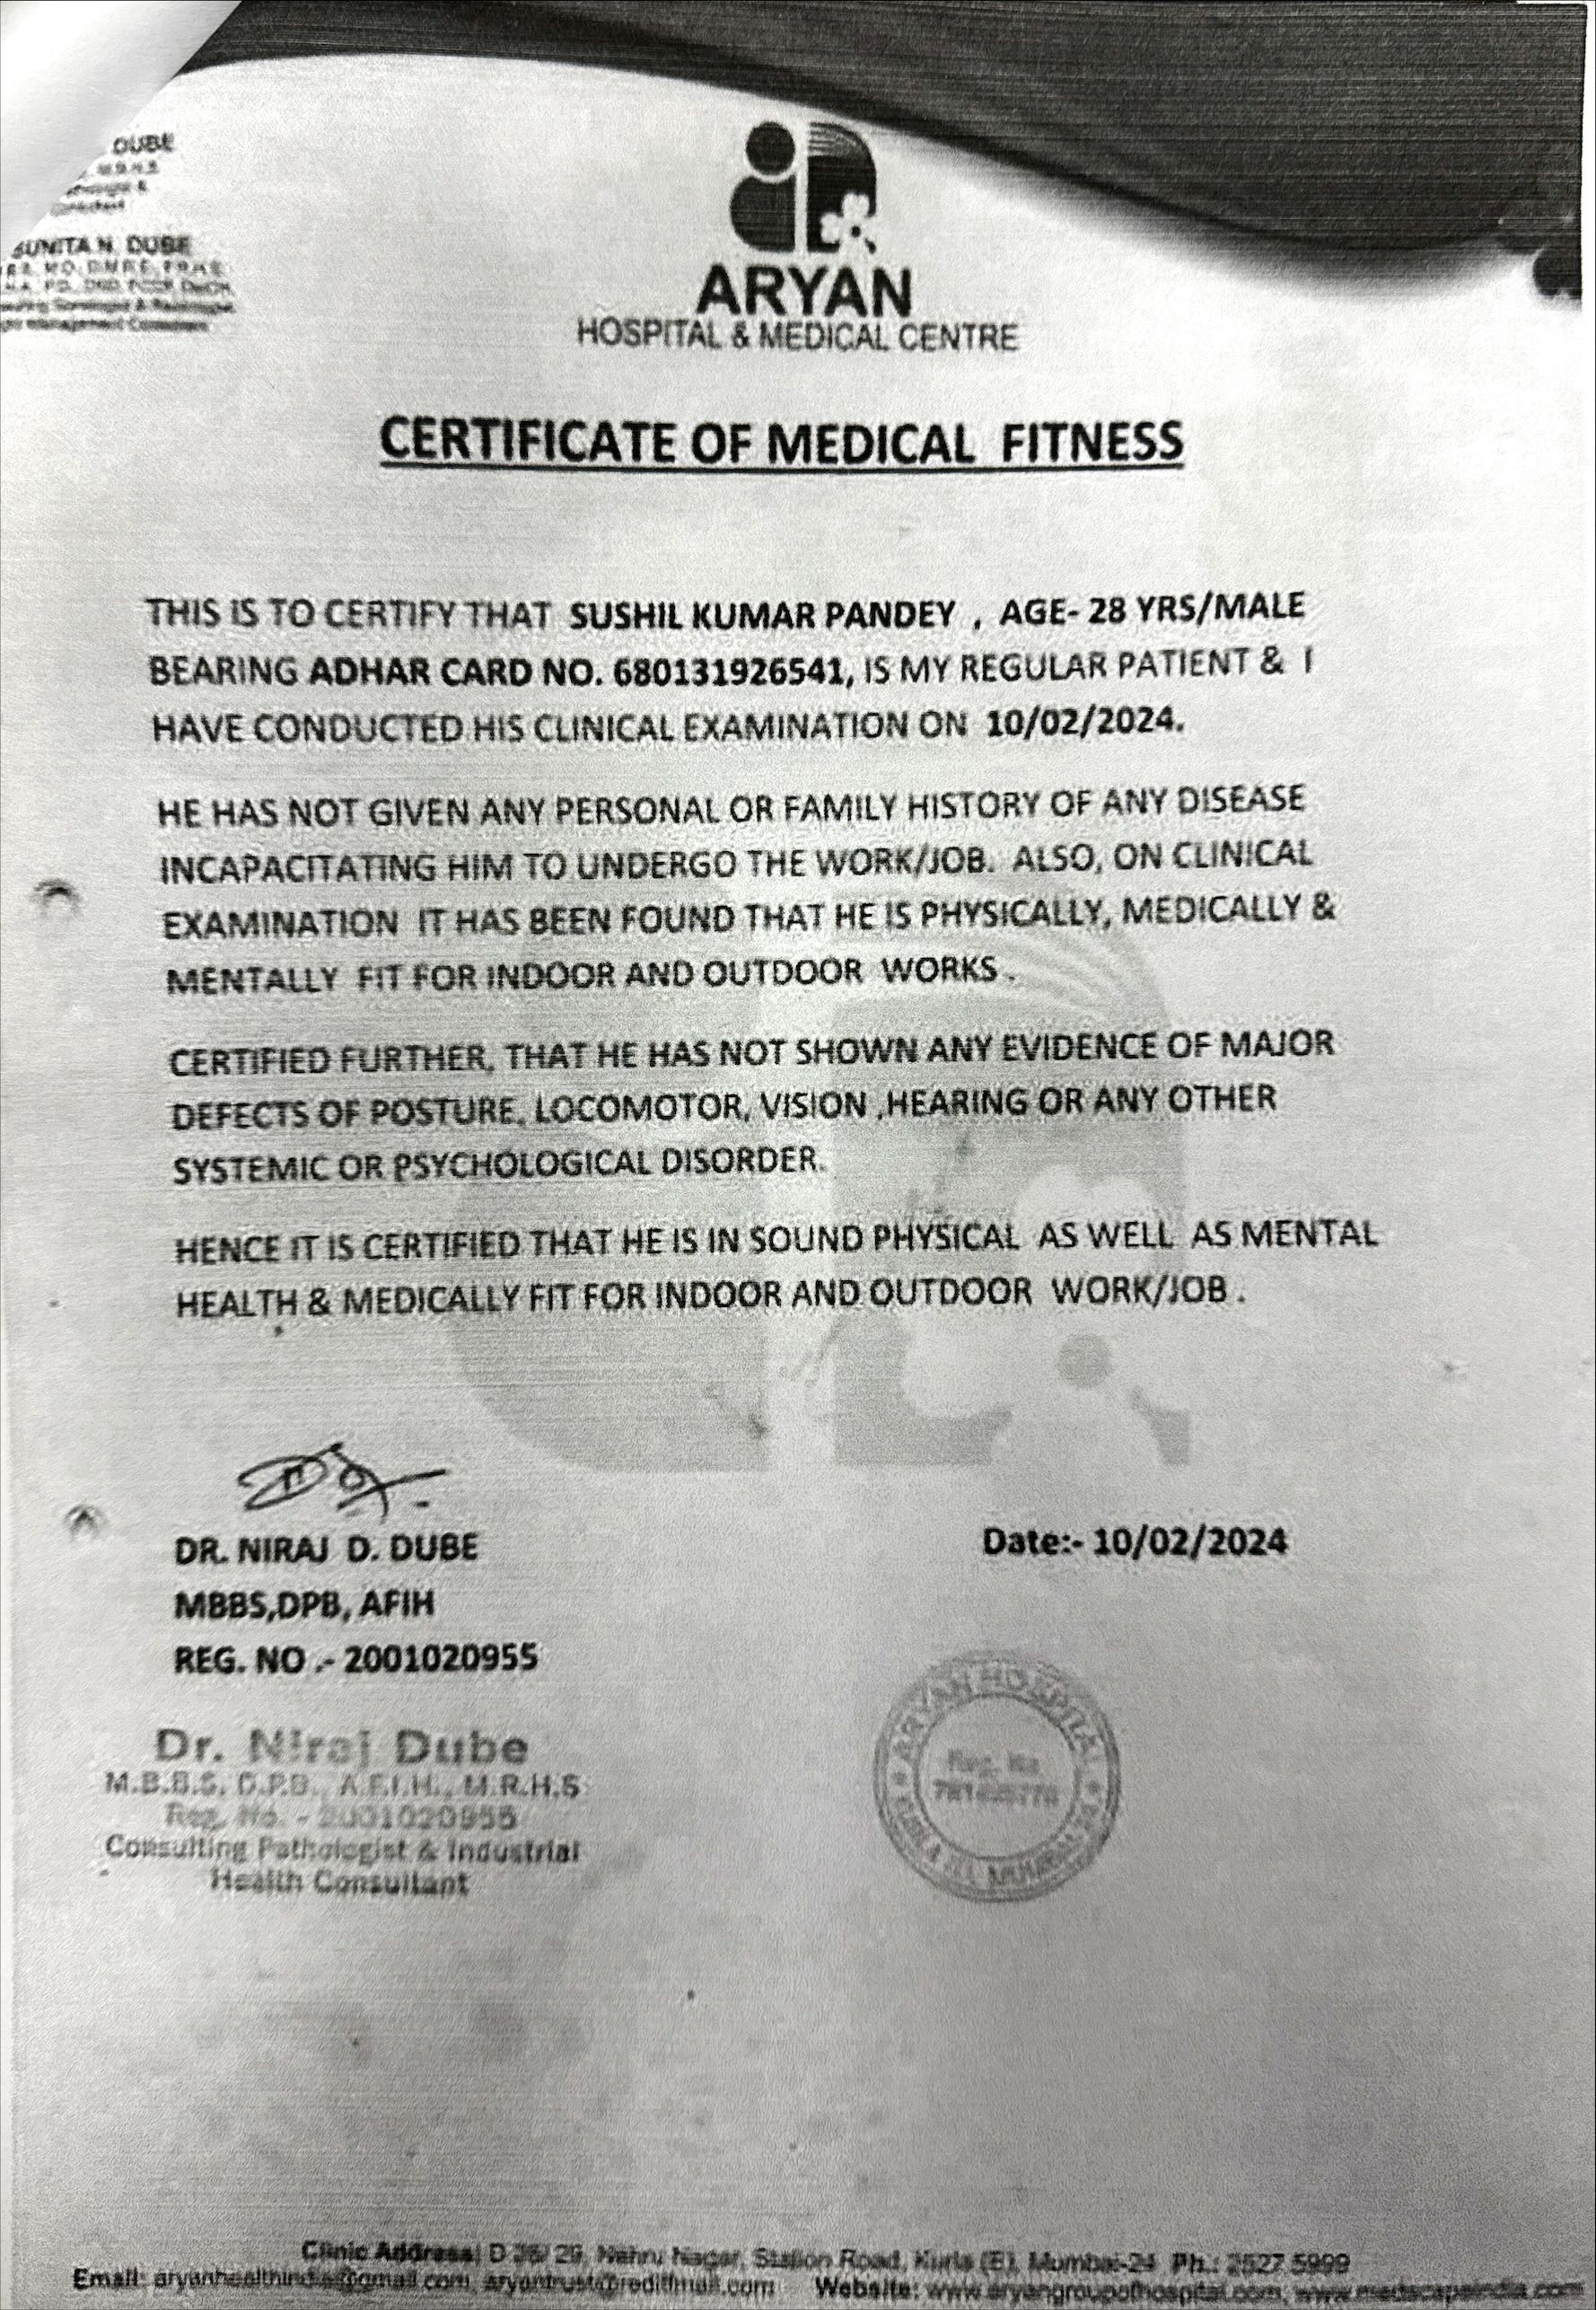 DUBE
SUNITA N. DUBE
ARYAN
HOSPITAL & MEDICAL CENTRE
CERTIFICATE OF MEDICAL FITNESS
THIS IS TO CERTIFY THAT SUSHIL KUMAR PANDEY , AGE- 28 YRS/MALE
BEARING ADHAR CARD NO. 680131926541, IS MY REGULAR PATIENT & I
HAVE CONDUCTED HIS CLINICAL EXAMINATION ON 10/02/2024.
HE HAS NOT GIVEN ANY PERSONAL OR FAMILY HISTORY OF ANY DISEASE
INCAPACITATING HIM TO UNDERGO THE WORK/JOB. ALSO, ON CLINICAL
EXAMINATION IT HAS BEEN FOUND THAT HE IS PHYSICALLY, MEDICALLY &
MENTALLY FIT FOR INDOOR AND OUTDOOR WORKS .
CERTIFIED FURTHER, THAT HE HAS NOT SHOWN ANY EVIDENCE OF MAJOR
DEFECTS OF POSTURE, LOCOMOTOR, VISION ,HEARING OR ANY OTHER
SYSTEMIC OR PSYCHOLOGICAL DISORDER.
HENCE IT IS CERTIFIED THAT HE IS IN SOUND PHYSICAL AS WELL AS MENTAL
HEALTH & MEDICALLY FIT FOR INDOOR AND OUTDOOR WORK/JOB .
DR. NIRAJ D. DUBE
Date:- 10/02/2024
MBBS,DPB, AFIH
REG. NO .- 2001020955
Dr. Niraj Dube
M.B.B.S, D.P.B., A.F.I.H., M.R.H.S
Reg. No. - 2001020955
Consulting Pathologist & Industrial
Health Consultant
ARYAN HOSPITAL
Reg. No.
Clinic Address: D 29, Nehru Nagar, Station Road, Kurla (E), Mumbai-24 Ph.: 2527 5999
Email: aryanhealthindia@gmail.com, aryantrust@rediffmail.com Website: www.aryangroupofhospital.com, www.medscapeindia.com